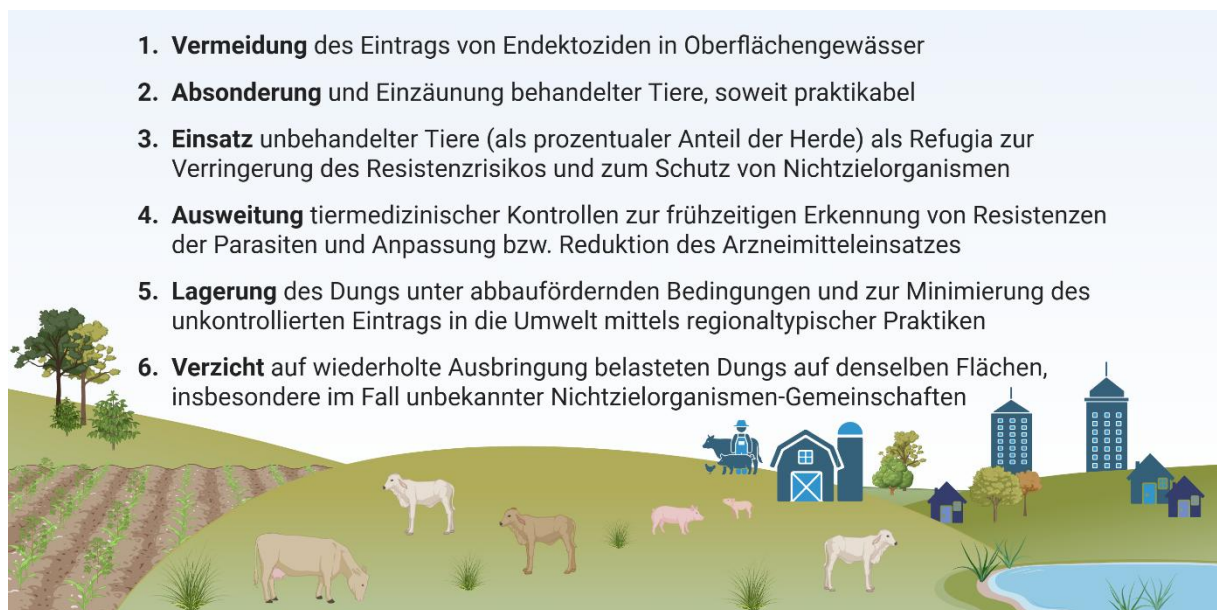 1. Vermeidung des Eintrags von Endektoziden in Oberflächengewässer
2. Absonderung und Einzäunung behandelter Tiere, soweit praktikabel
3. Einsatz unbehandelter Tiere (als prozentualer Anteil der Herde) als Refugia zur
Verringerung des Resistenzrisikos und zum Schutz von Nichtzielorganismen
4. Ausweitung tiermedizinischer Kontrollen zur frühzeitigen Erkennung von Resistenzen
der Parasiten und Anpassung bzw. Reduktion des Arzneimitteleinsatzes
5. Lagerung des Dungs unter abbaufördernden Bedingungen und zur Minimierung des
unkontrollierten Eintrags in die Umwelt mittels regionaltypischer Praktiken
6. Verzicht auf wiederholte Ausbringung belasteten Dungs auf denselben Flächen,
insbesondere im Fall unbekannter Nichtzielorganismen-Gemeinschaften